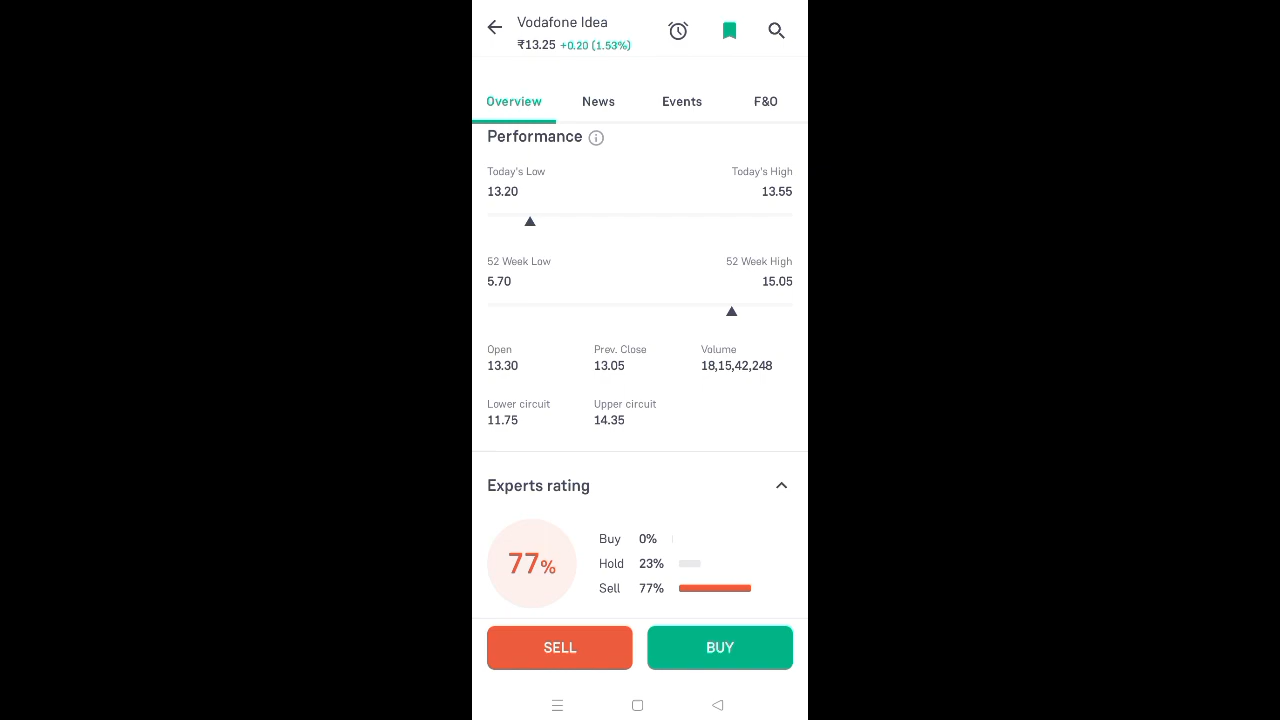 Vodafone Idea
₹13.25 +0.20 (1.53%)
Overview News Events F&O
Performance
Today's Low Today's High
13.20 13.55
52 Week Low 52 Week High
5.70 15.05
Open Prev. Close Volume
13.30 13.05 18,15,42,248
Lower circuit Upper circuit
11.75 14.35
Experts rating
77%
Buy 0%
Hold 23%
Sell 77%
SELL BUY